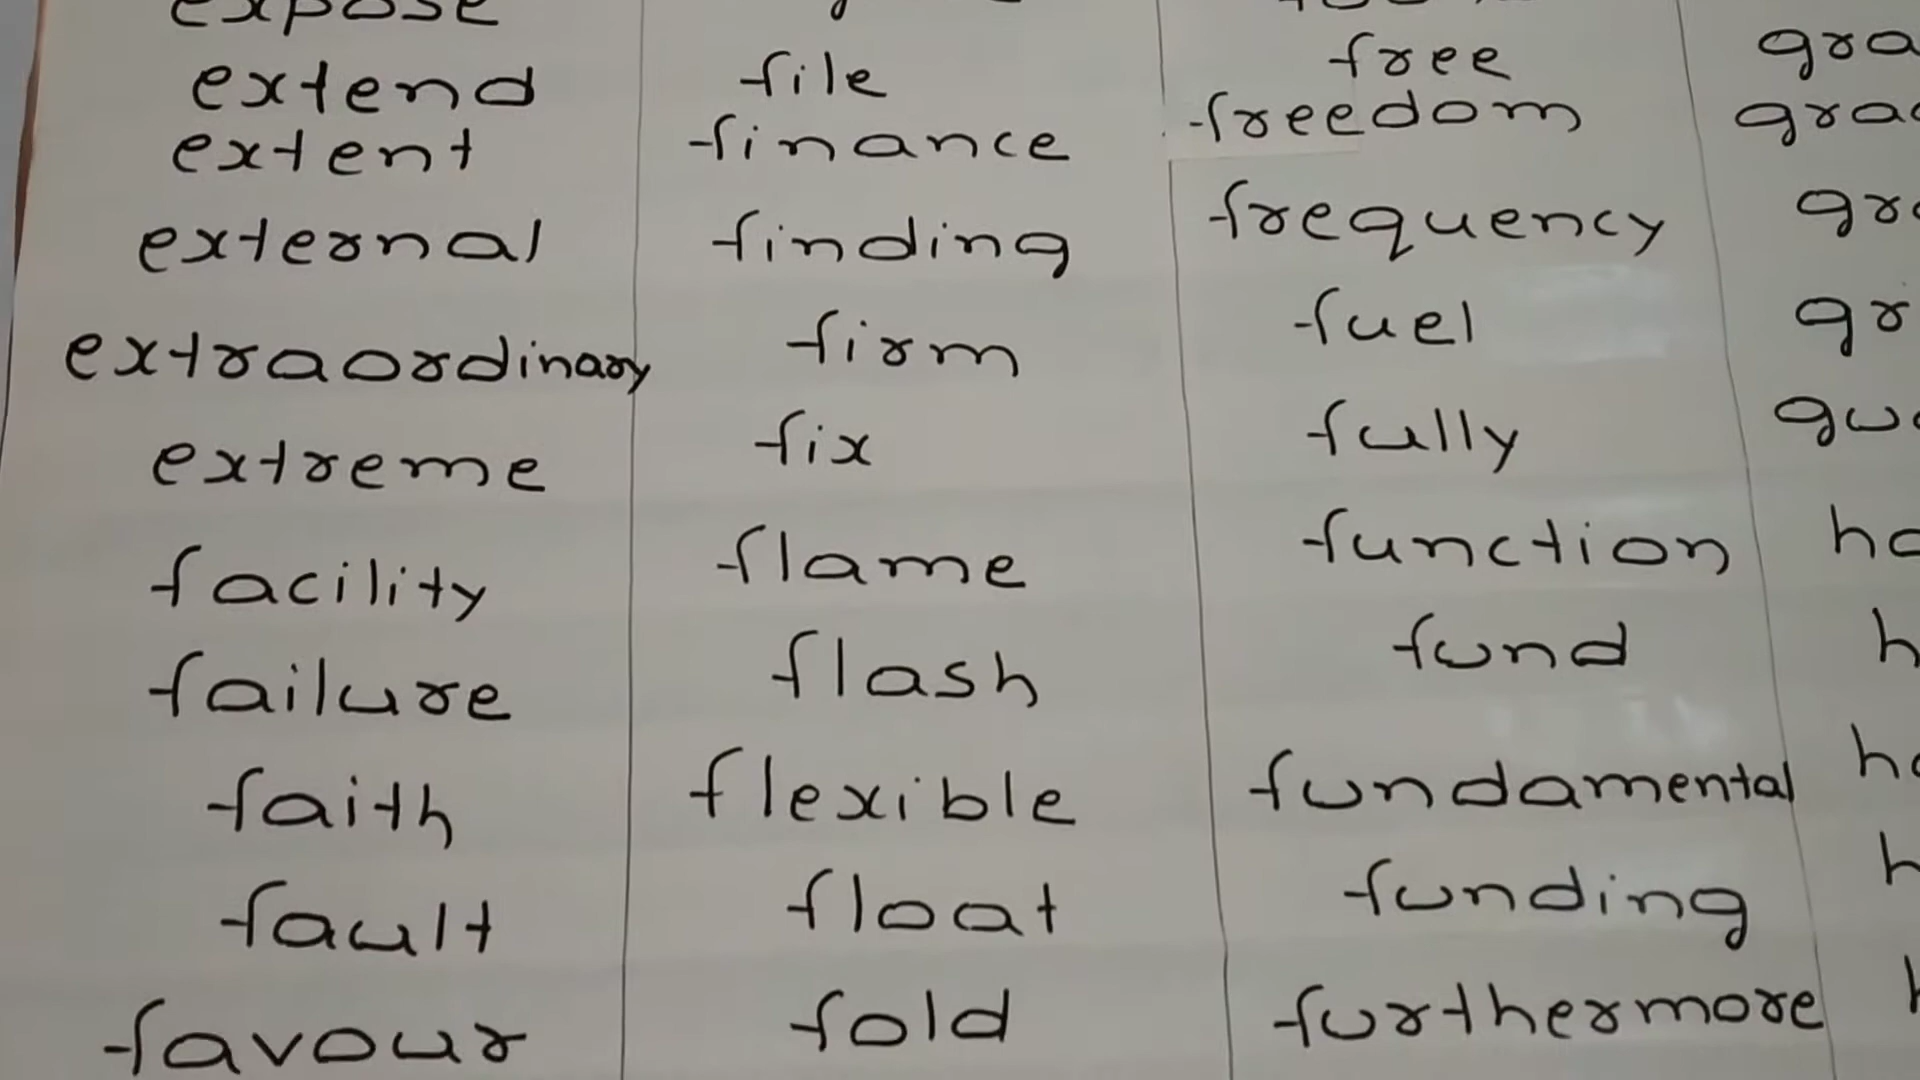 expose
extend
extent
external
extraordinary
extreme
facility
failure
faith
fault
favour
file
finance
finding
firm
fix
flame
flash
flexible
float
fold
free
freedom
frequency
fuel
fully
function
fund
fundamental
funding
furthermore